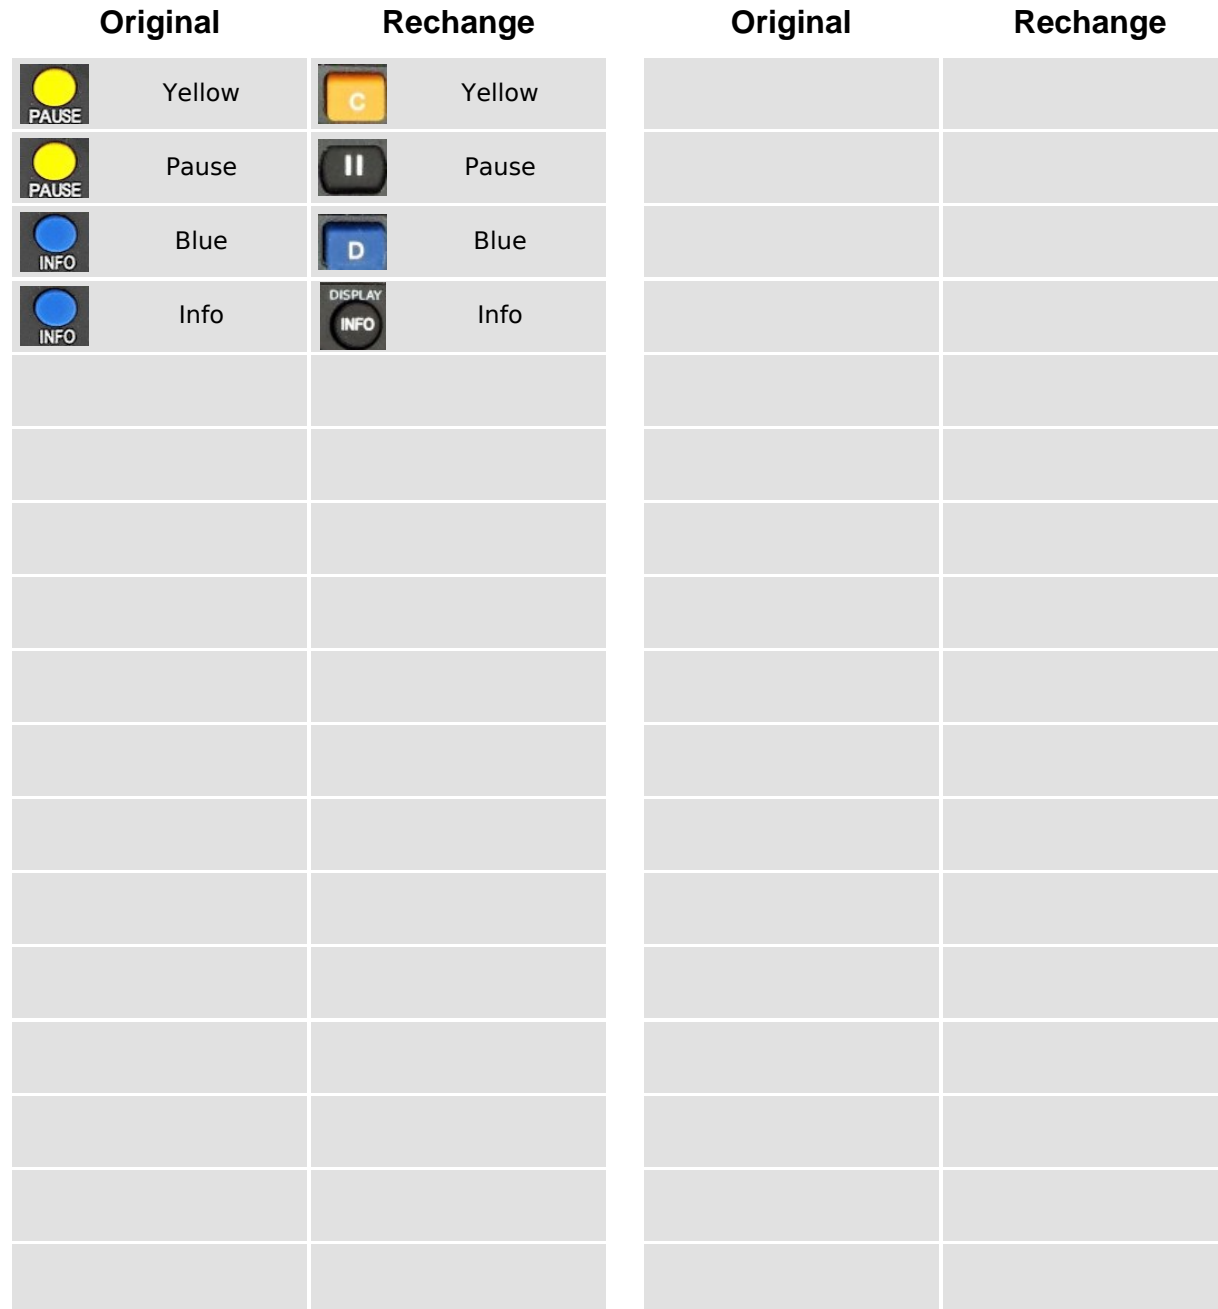 Original Rechange Original Rechange
PAUSE Yellow C Yellow
PAUSE Pause Pause
INFO Blue D Blue
INFO Info DISPLAY INFO Info